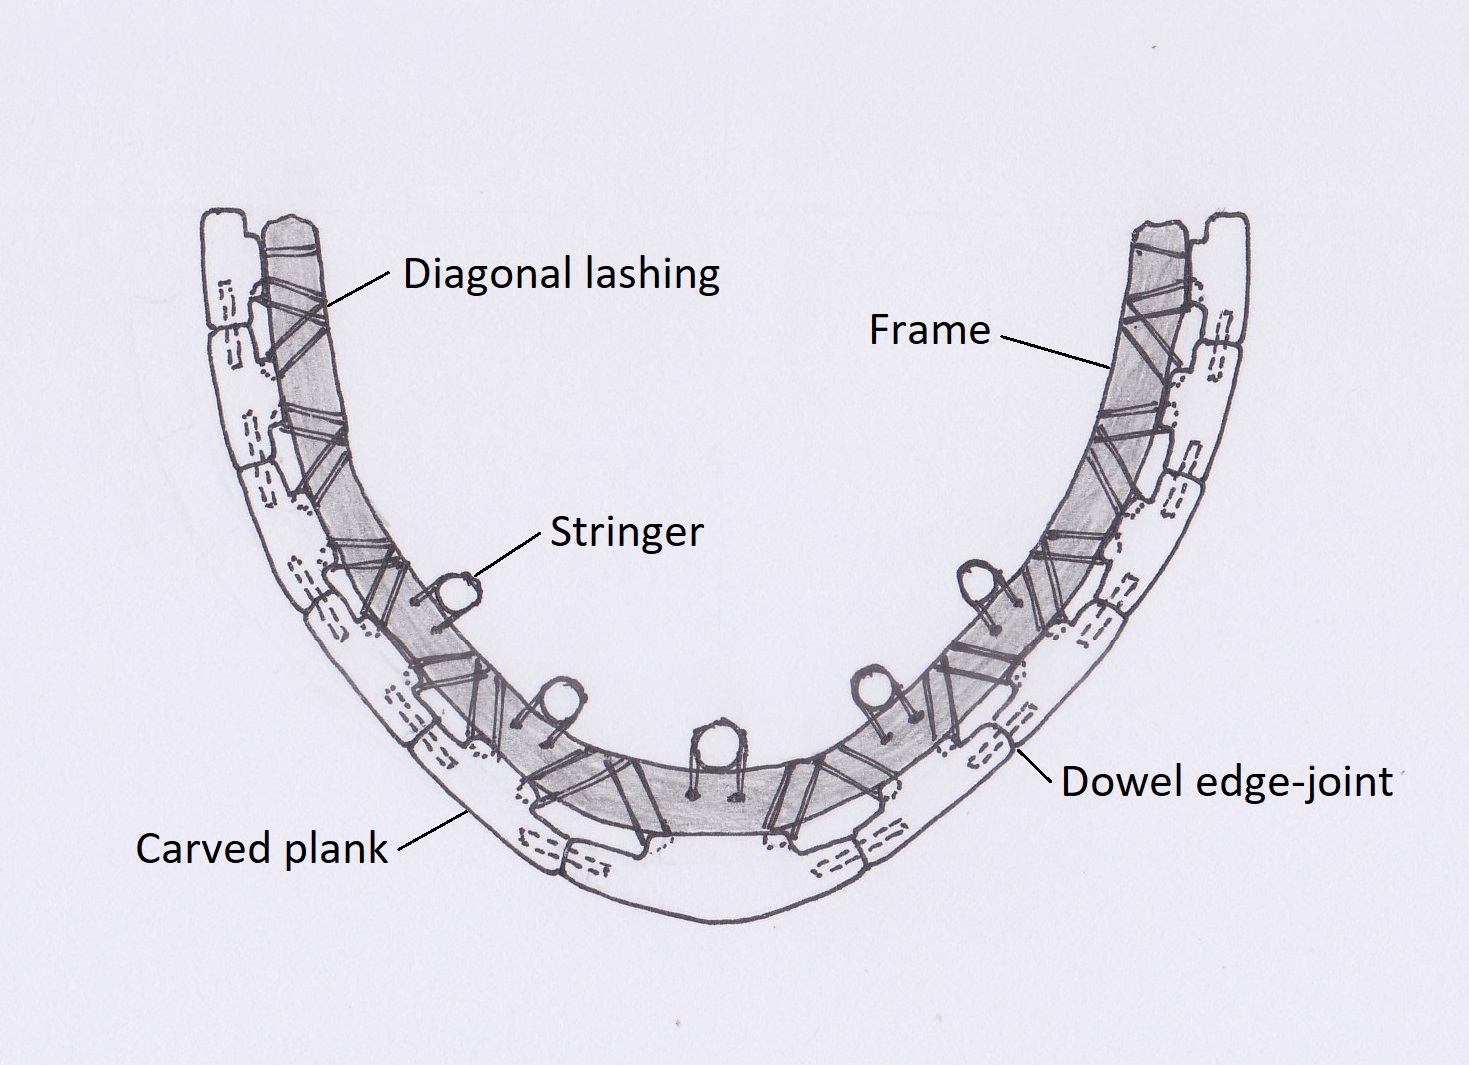 Diagonal lashing
Frame
Stringer
Dowel edge-joint
Carved plank